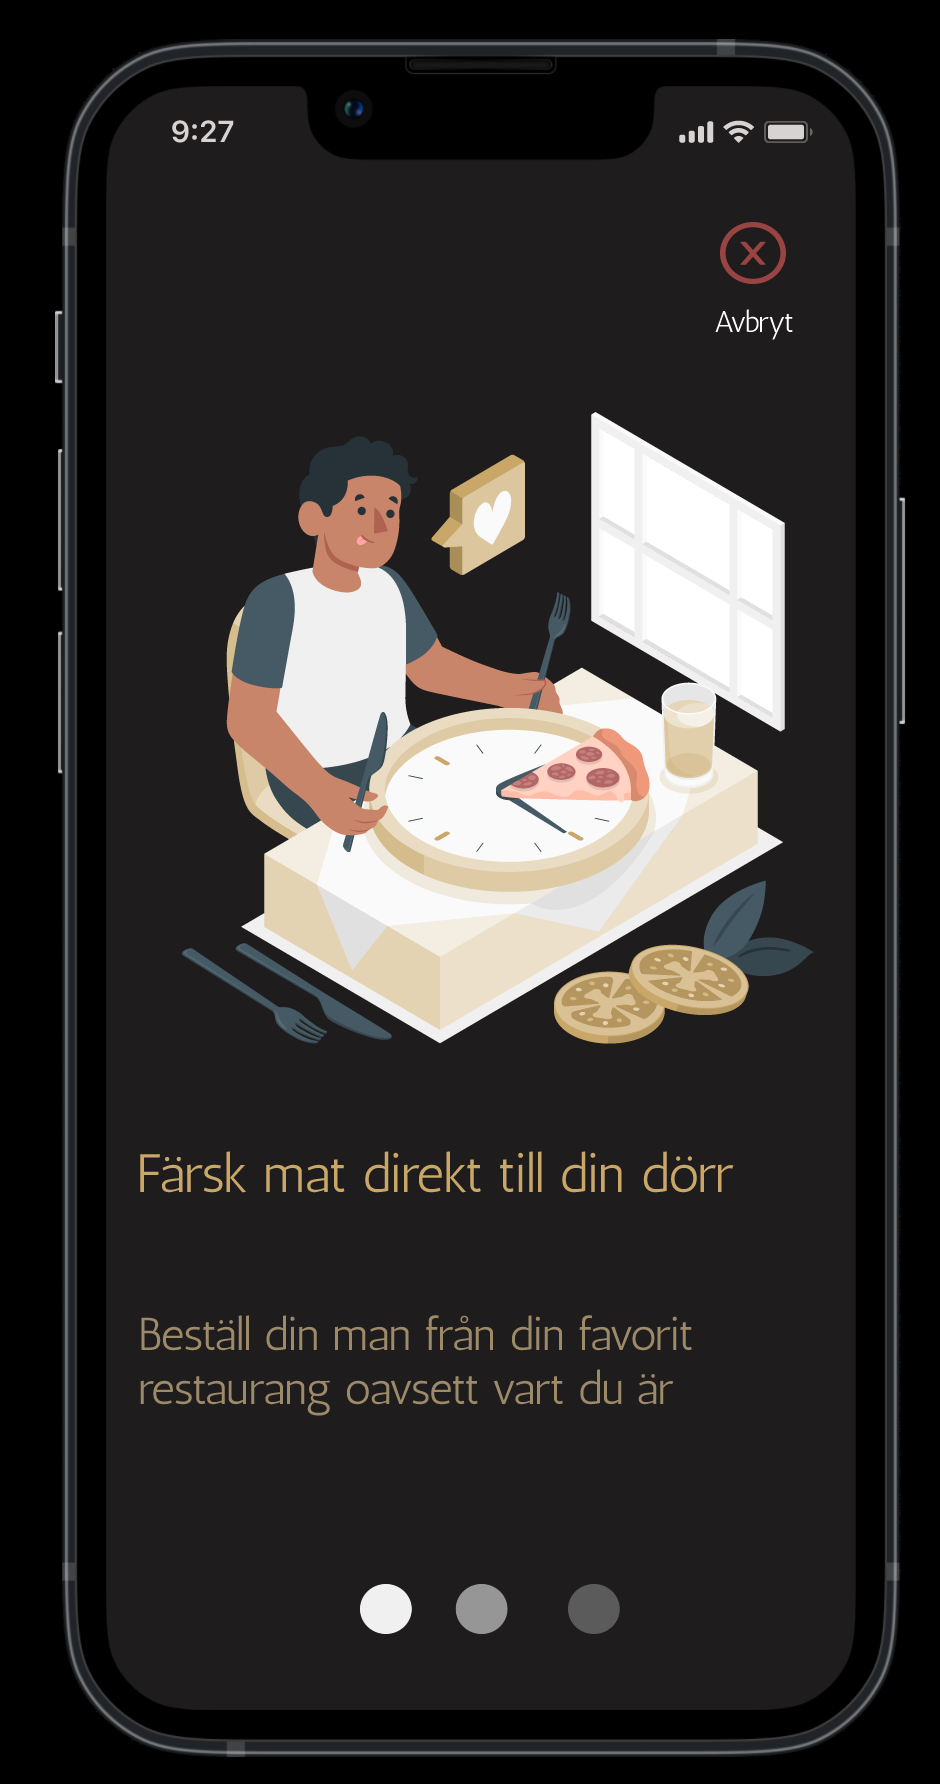 9:27
Avbryt
Färsk mat direkt till din dörr
Beställ din man från din favorit
restaurang oavsett vart du är